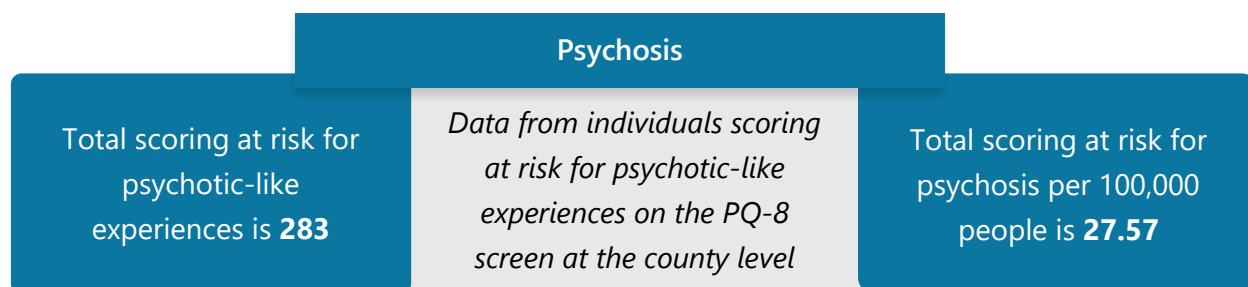 Psychosis
Total scoring at risk for
psychotic-like
experiences is 283
Data from individuals scoring
at risk for psychotic-like
experiences on the PQ-8
screen at the county level
Total scoring at risk for
psychosis per 100,000
people is 27.57